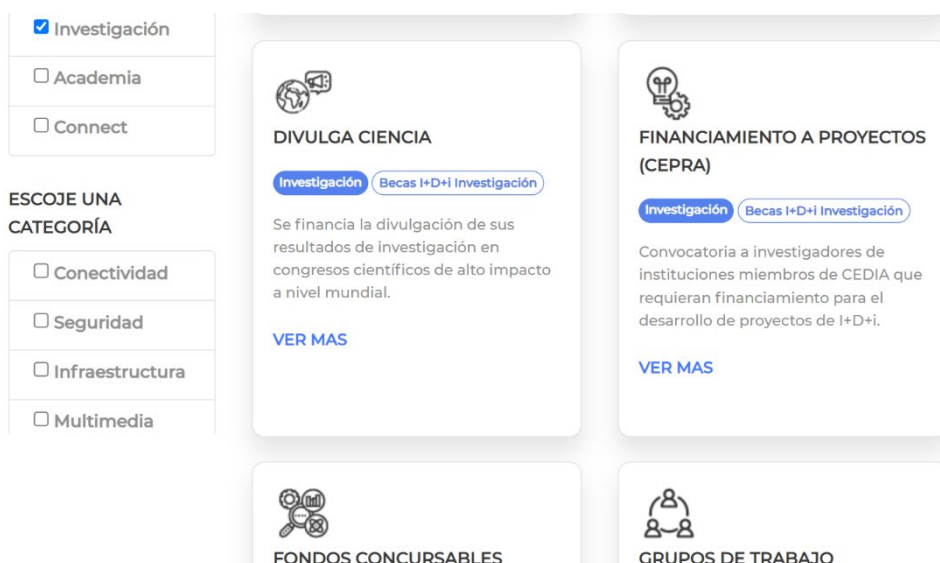 Investigación
Academia
Connect
ESCOJE UNA
CATEGORÍA
Conectividad
Seguridad
Infraestructura
Multimedia
DIVULGA CIENCIA
Investigación Becas I+D+i Investigación
Se financia la divulgación de sus
resultados de investigación en
congresos científicos de alto impacto
a nivel mundial.
VER MAS
FINANCIAMIENTO A PROYECTOS
(CEPRA)
Investigación Becas I+D+i Investigación
Convocatoria a investigadores de
instituciones miembros de CEDIA que
requieran financiamiento para el
desarrollo de proyectos de I+D+i.
VER MAS
FONDOS CONCURSABLES
GRUPOS DE TRABAJO